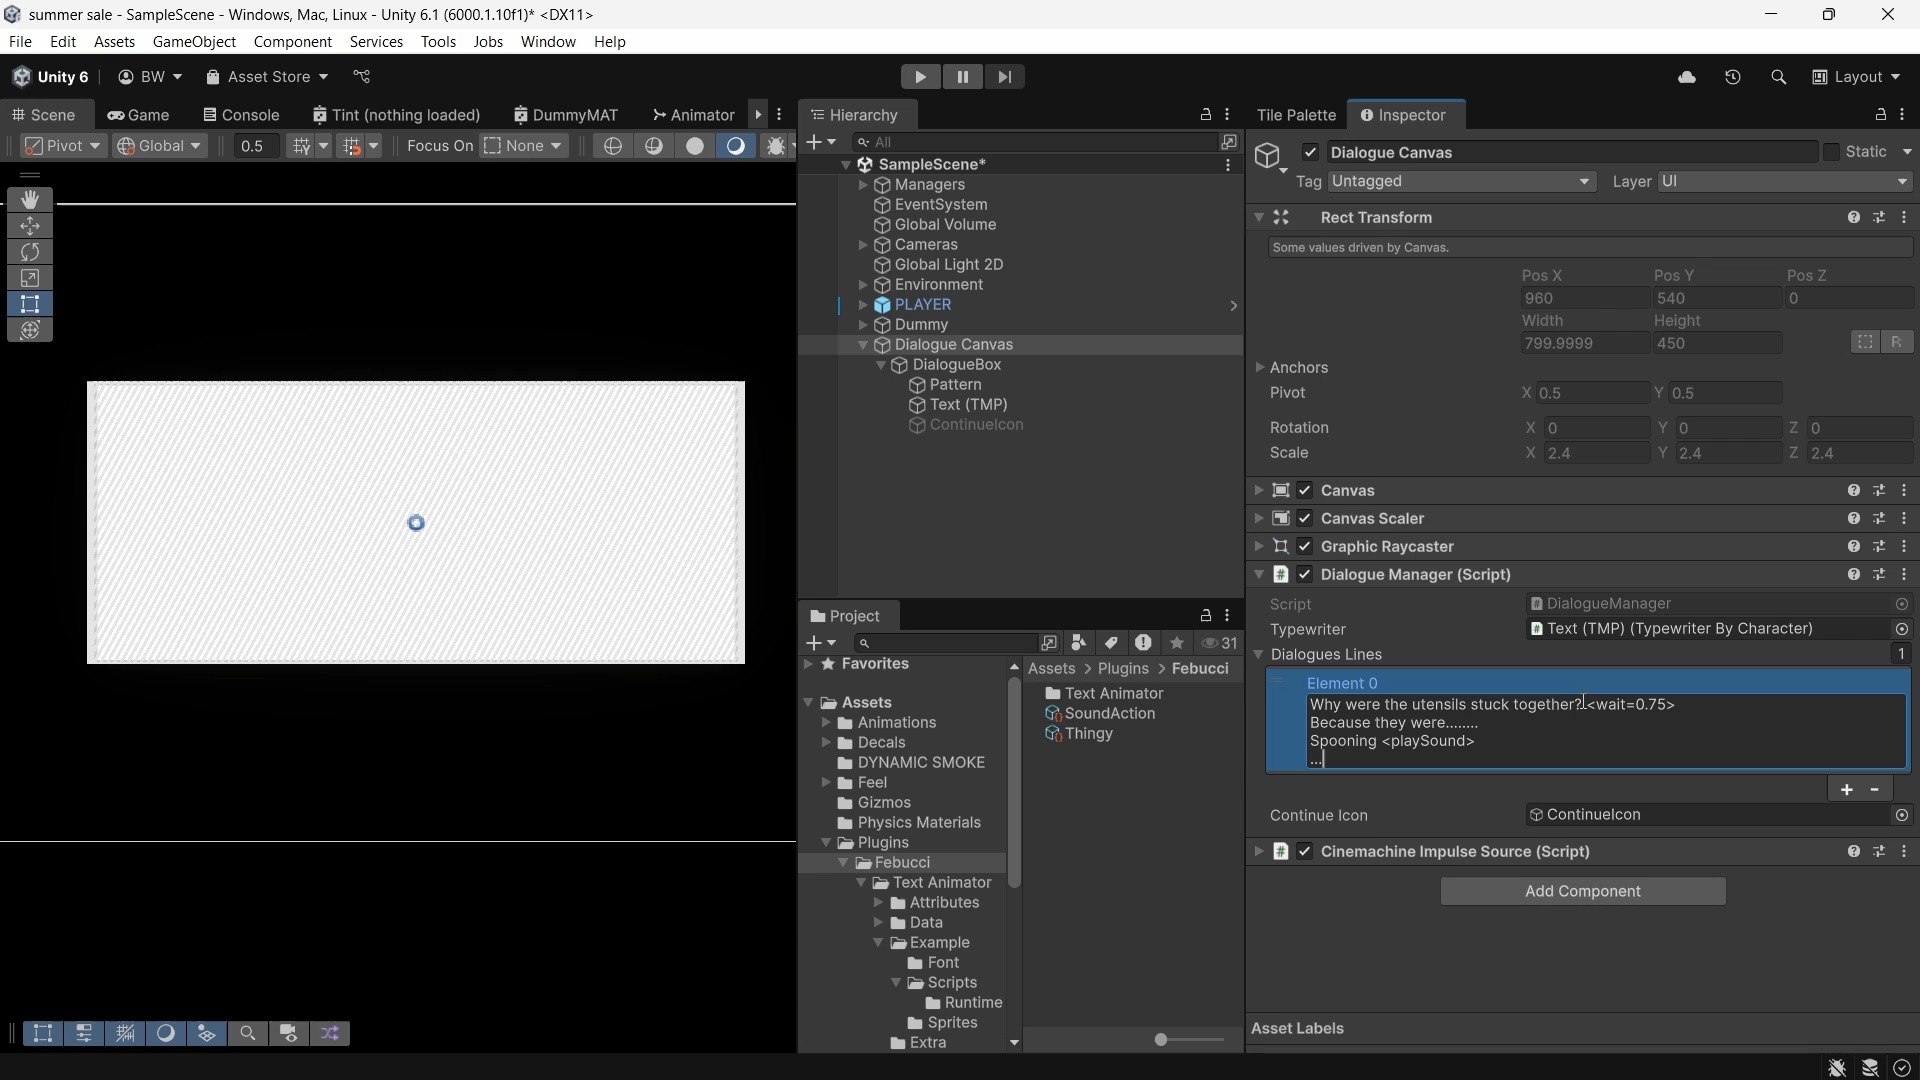 summer sale - SampleScene - Windows, Mac, Linux - Unity 6.1 (6000.1.10f1)* <DX11>
File Edit Assets GameObject Component Services Tools Jobs Window Help
Unity 6 BW Asset Store Layout
Scene Game Console Tint (nothing loaded) DummyMAT Animator
Pivot Global 0.5 Focus On None
Hierarchy
All
SampleScene*
Managers
EventSystem
Global Volume
Cameras
Global Light 2D
Environment
PLAYER
Dummy
Dialogue Canvas
DialogueBox
Pattern
Text (TMP)
ContinueIcon
Project
31
Favorites
Assets
Animations
Decals
DYNAMIC SMOKE
Feel
Gizmos
Physics Materials
Plugins
Febucci
Text Animator
Attributes
Data
Example
Font
Scripts
Runtime
Sprites
Extra
Assets > Plugins > Febucci
Text Animator
SoundAction
Thingy
Tile Palette Inspector
Dialogue Canvas Static
Tag Untagged Layer UI
Rect Transform
Some values driven by Canvas.
Pos X Pos Y Pos Z
960 540 0
Width Height
799.9999 450 R
Anchors
Pivot X 0.5 Y 0.5
Rotation X 0 Y 0 Z 0
Scale X 2.4 Y 2.4 Z 2.4
Canvas
Canvas Scaler
Graphic Raycaster
Dialogue Manager (Script)
Script DialogueManager
Typewriter Text (TMP) (Typewriter By Character)
Dialogues Lines 1
Element 0
Why were the utensils stuck together?<wait=0.75>
Because they were........
Spooning <playSound>
...
Continue Icon ContinueIcon
Cinemachine Impulse Source (Script)
Add Component
Asset Labels